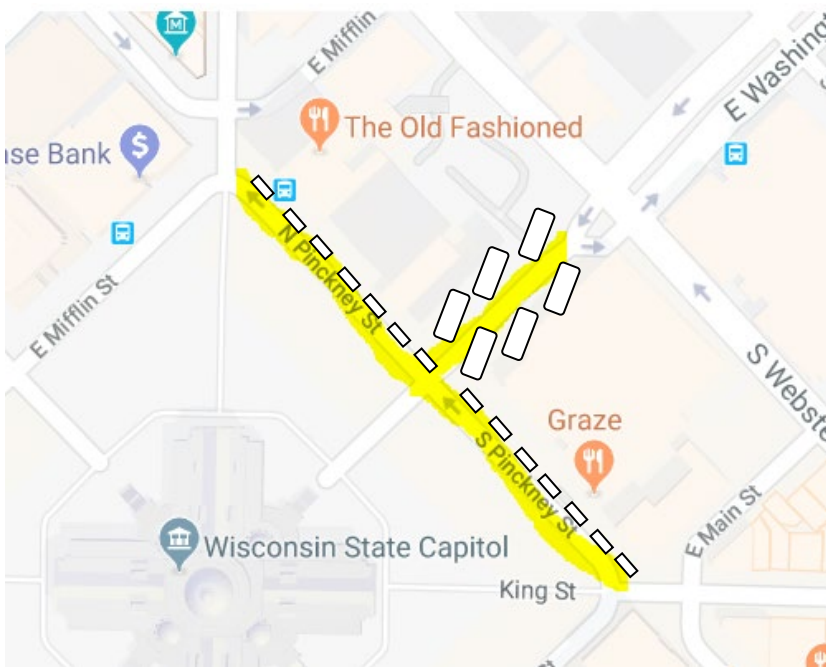 E Mifflin
E Washing
The Old Fashioned
ase Bank
N Pinckney St
E Mifflin St
S Webste
Graze
S Pinckney St
E Main St
Wisconsin State Capitol
King St